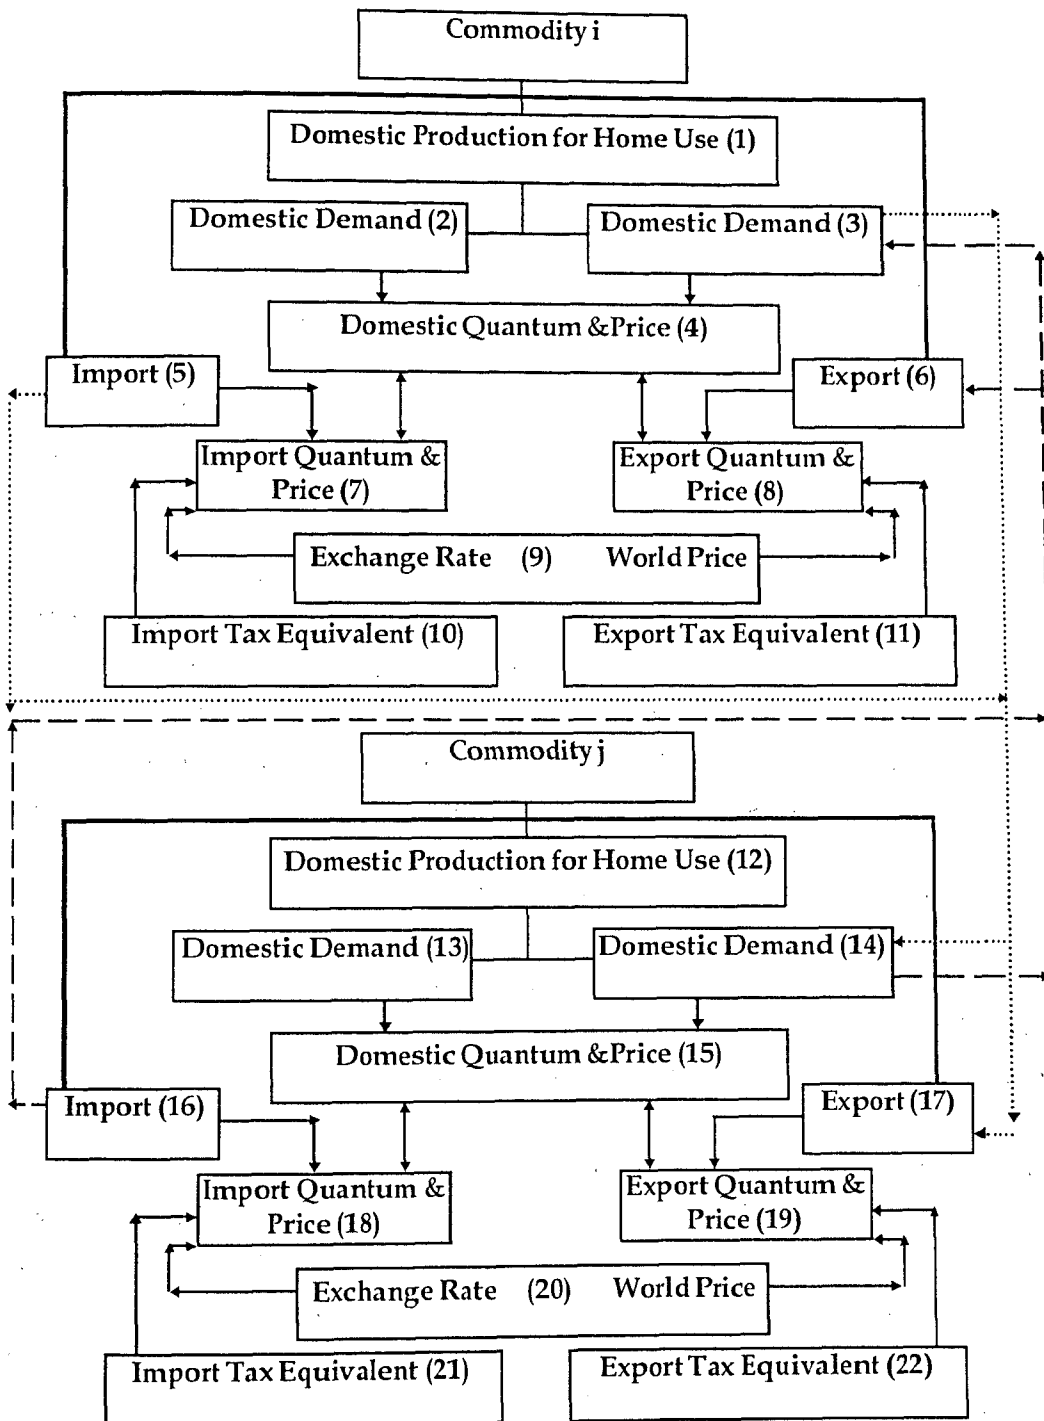 Commodity i
Domestic Production for Home Use (1)
Domestic Demand (2)
Domestic Demand (3)
Domestic Quantum &Price (4)
Import (5)
Export (6)
Import Quantum &
Price (7)
Export Quantum &
Price (8)
Exchange Rate (9) World Price
Import Tax Equivalent (10)
Export Tax Equivalent (11)
Commodity j
Domestic Production for Home Use (12)
Domestic Demand (13)
Domestic Demand (14)
Domestic Quantum &Price (15)
Import (16)
Export (17)
Import Quantum &
Price (18)
Export Quantum &
Price (19)
Exchange Rate (20) World Price
Import Tax Equivalent (21)
Export Tax Equivalent (22)